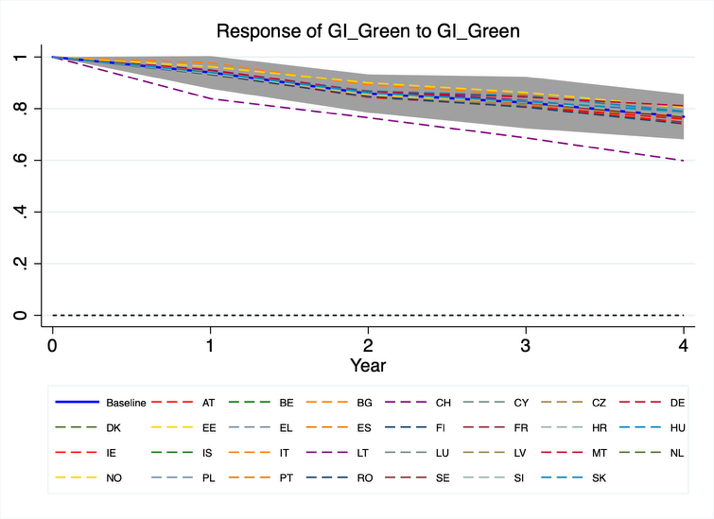 Response of GI_Green to GI_Green
1
.8
.6
.4
.2
0
0 1 2 3 4
Year
Baseline AT BE BG CH CY CZ DE
DK EE EL ES FI FR HR HU
IE IS IT LT LU LV MT NL
NO PL PT RO SE SI SK